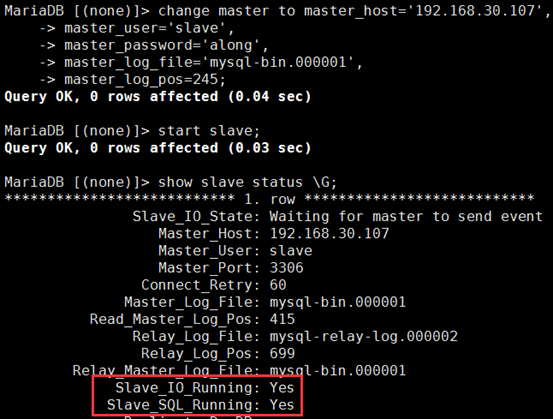 MariaDB [(none)]> change master to master_host='192.168.30.107',
-> master_user='slave',
-> master_password='along',
-> master_log_file='mysql-bin.000001',
-> master_log_pos=245;
Query OK, 0 rows affected (0.04 sec)
MariaDB [(none)]> start slave;
Query OK, 0 rows affected (0.03 sec)
MariaDB [(none)]> show slave status \G;
*************************** 1. row ***************************
Slave_IO_State: Waiting for master to send event
Master_Host: 192.168.30.107
Master_User: slave
Master_Port: 3306
Connect_Retry: 60
Master_Log_File: mysql-bin.000001
Read_Master_Log_Pos: 415
Relay_Log_File: mysql-relay-log.000002
Relay_Log_Pos: 699
Relay_Master_Log_File: mysql-bin.000001
Slave_IO_Running: Yes
Slave_SQL_Running: Yes